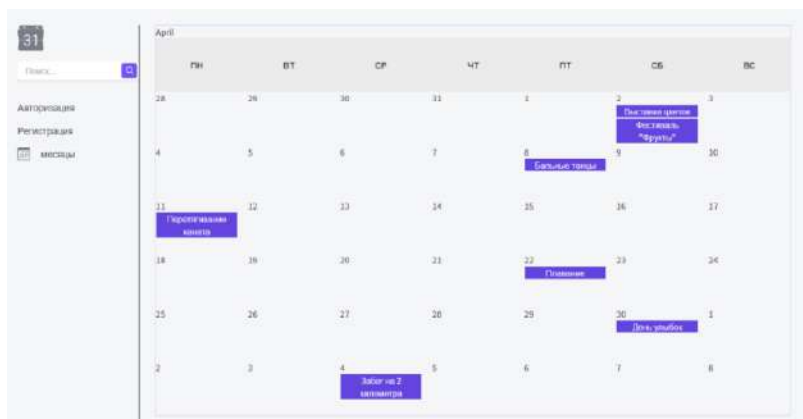 31
Поиск...
Авторизация
Регистрация
месяцы
April
ПН ВТ СР ЧТ ПТ СБ ВС
28 29 30 31 1 2 3
Выставка цветов
Фестиваль
"Фрукты"
4 5 6 7 8 9 10
Бальные танцы
11 12 13 14 15 16 17
Перетягивание
каната
18 19 20 21 22 23 24
Плавание
25 26 27 28 29 30 1
День улыбок
2 3 4 5 6 7 8
Забег на 2
километра